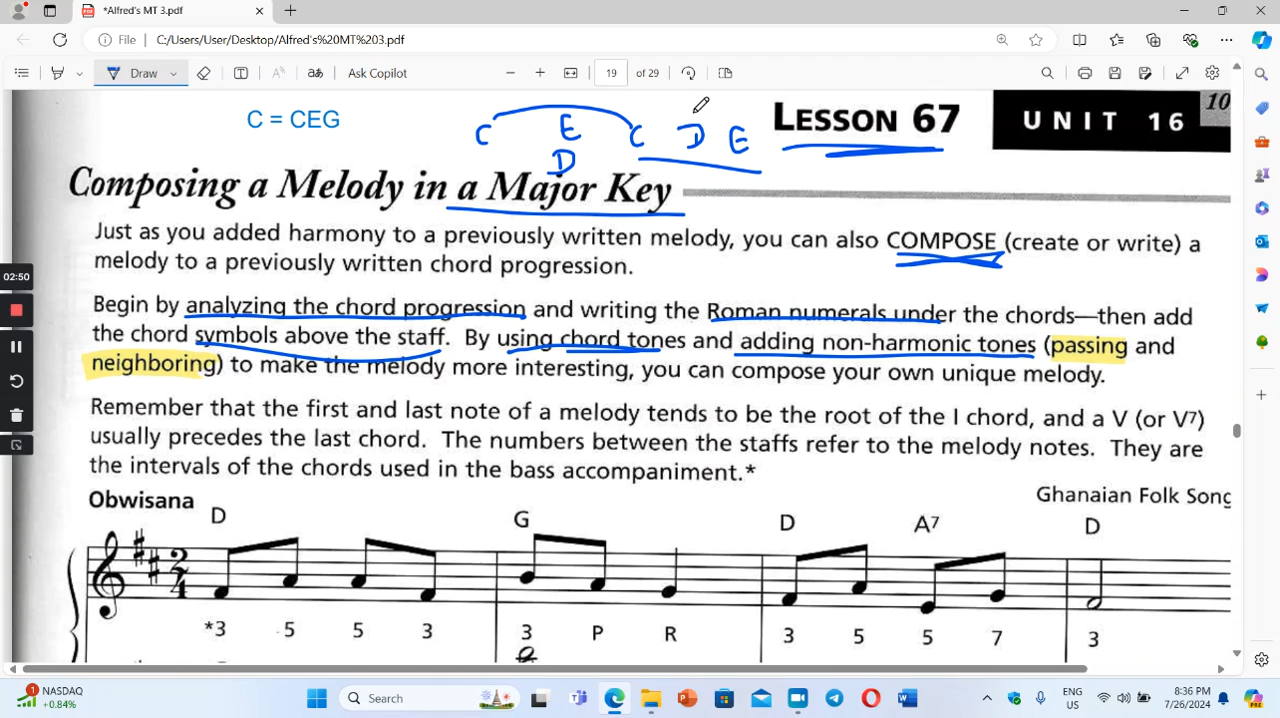 *Alfred's MT 3.pdf
File C:/Users/User/Desktop/Alfred's%20MT%203.pdf
Draw Ask Copilot 19 of 29
C = CEG
C E C D E
D
LESSON 67
UNIT 16
10
Composing a Melody in a Major Key
Just as you added harmony to a previously written melody, you can also COMPOSE (create or write) a
melody to a previously written chord progression.
Begin by analyzing the chord progression and writing the Roman numerals under the chords—then add
the chord symbols above the staff. By using chord tones and adding non-harmonic tones (passing and
neighboring) to make the melody more interesting, you can compose your own unique melody.
Remember that the first and last note of a melody tends to be the root of the I chord, and a V (or V7)
usually precedes the last chord. The numbers between the staffs refer to the melody notes. They are
the intervals of the chords used in the bass accompaniment.*
Obwisana
Ghanaian Folk Song
D G D A7 D
2
4
*3 5 5 3 3 P R 3 5 5 7 3
02:50
1
NASDAQ
+0.84%
Search
ENG
US
8:36 PM
7/26/2024